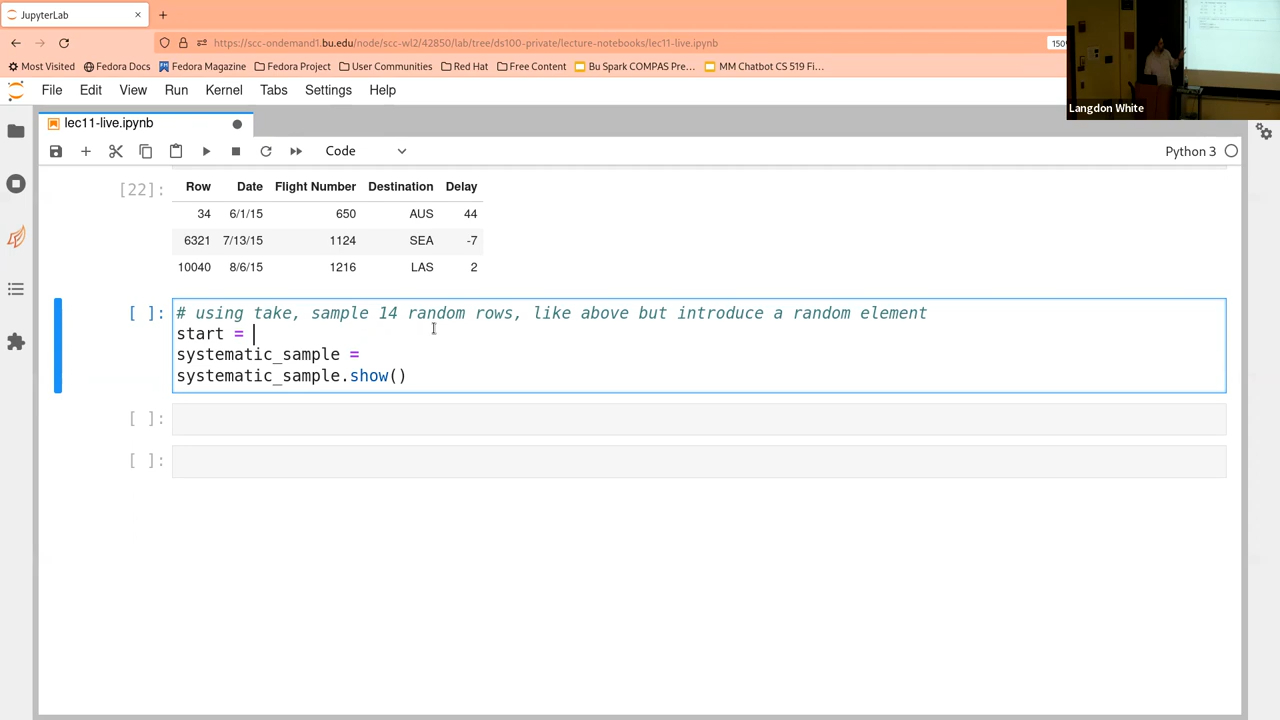 JupyterLab
https://scc-ondemand1.bu.edu/node/scc-wl2/42850/lab/tree/ds100-private/lecture-notebooks/lec11-live.ipynb
150
Most Visited Fedora Docs Fedora Magazine Fedora Project User Communities Red Hat Free Content Bu Spark COMPAS Pre… MM Chatbot CS 519 Fi…
Langdon White
File Edit View Run Kernel Tabs Settings Help
lec11-live.ipynb
Code Python 3
[22]: Row Date Flight Number Destination Delay
34 6/1/15 650 AUS 44
6321 7/13/15 1124 SEA -7
10040 8/6/15 1216 LAS 2
[ ]: # using take, sample 14 random rows, like above but introduce a random element
start =
systematic_sample =
systematic_sample.show()
[ ]:
[ ]: